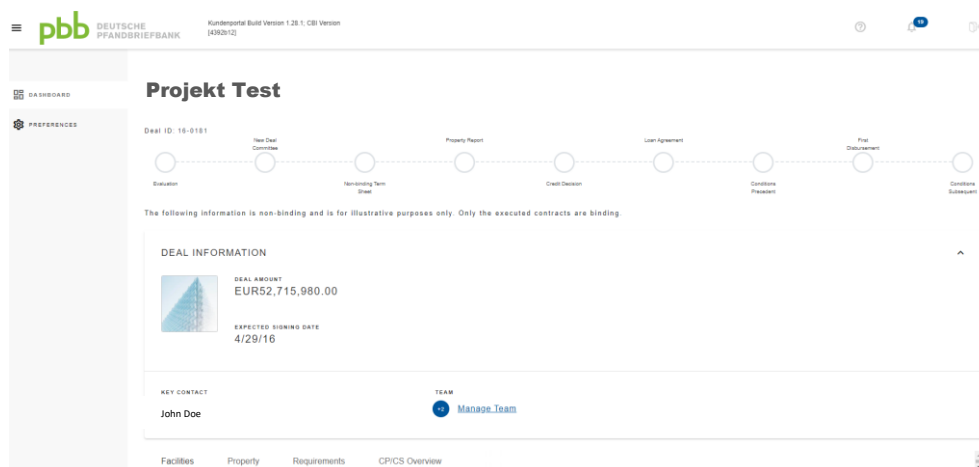 pbb DEUTSCHE
PFANDBRIEFBANK
Kundenportal Build Version 1.28.1; CBI Version
[4392b12]
19
DASHBOARD
PREFERENCES
Projekt Test
Deal ID: 16-0181
New Deal
Committee
Property Report
Loan Agreement
First
Disbursement
Evaluation
Non-binding Term
Sheet
Credit Decision
Conditions
Precedent
Conditions
Subsequent
The following information is non-binding and is for illustrative purposes only. Only the executed contracts are binding.
DEAL INFORMATION
DEAL AMOUNT
EUR52,715,980.00
EXPECTED SIGNING DATE
4/29/16
KEY CONTACT
TEAM
John Doe
+2 Manage Team
Facilities Property Requirements CP/CS Overview